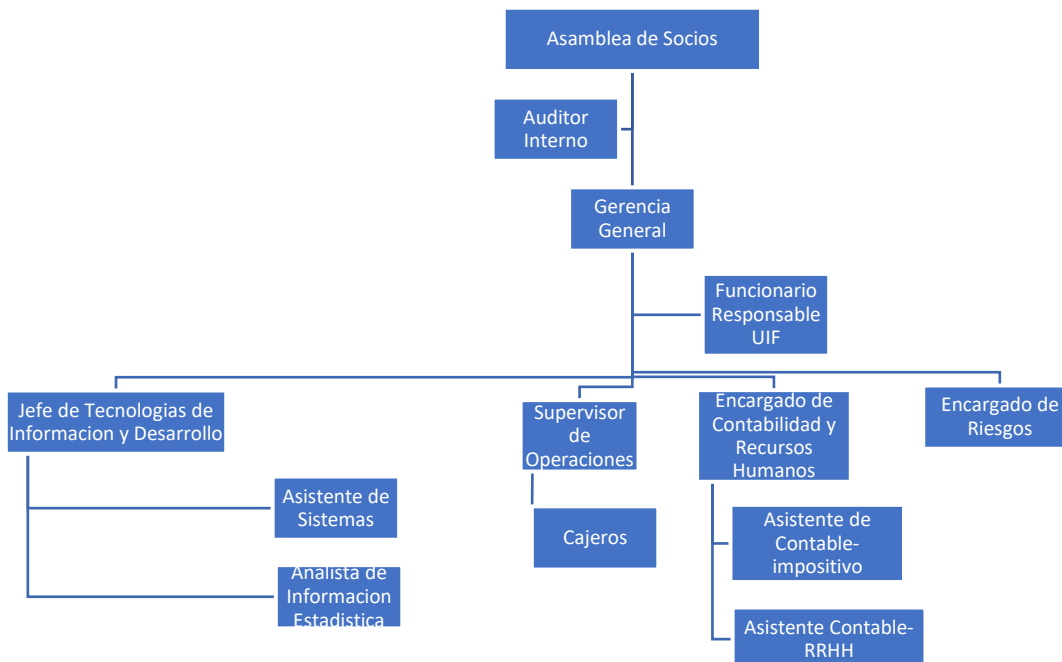 Asamblea de Socios
Auditor
Interno
Gerencia
General
Funcionario
Responsable
UIF
Jefe de Tecnologias de
Informacion y Desarrollo
Supervisor
de
Operaciones
Encargado de
Contabilidad y
Recursos
Humanos
Encargado de
Riesgos
Asistente de
Sistemas
Analista de
Informacion
Estadistica
Cajeros
Asistente de
Contable-
impositivo
Asistente Contable-
RRHH